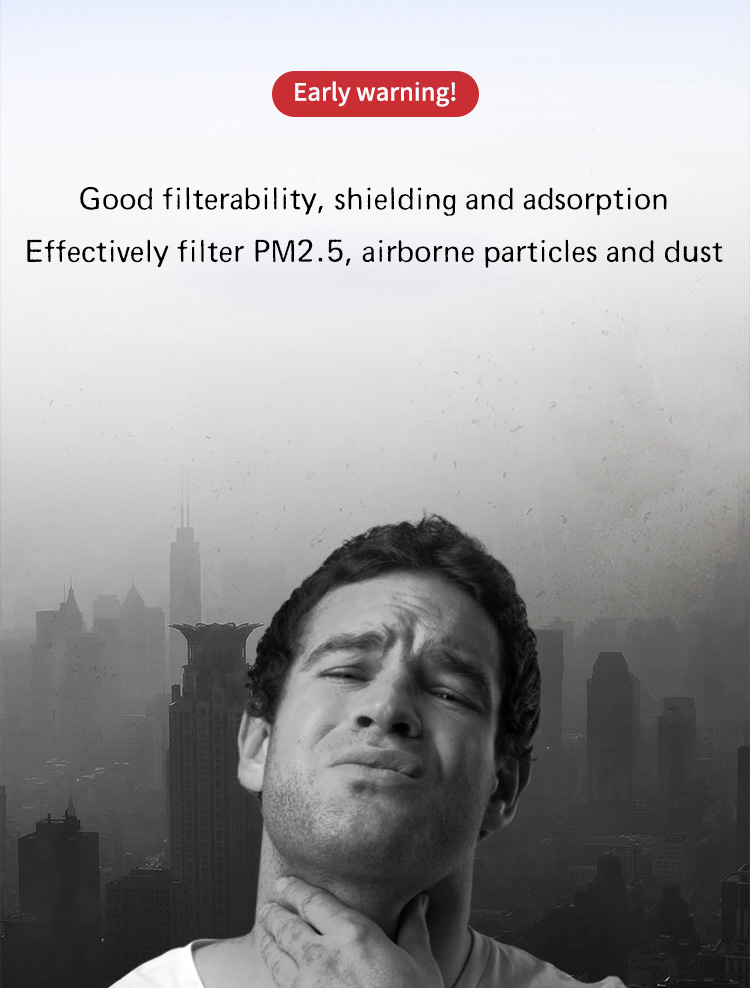 Early warning!
Good filterability, shielding and adsorption
Effectively filter PM2.5, airborne particles and dust